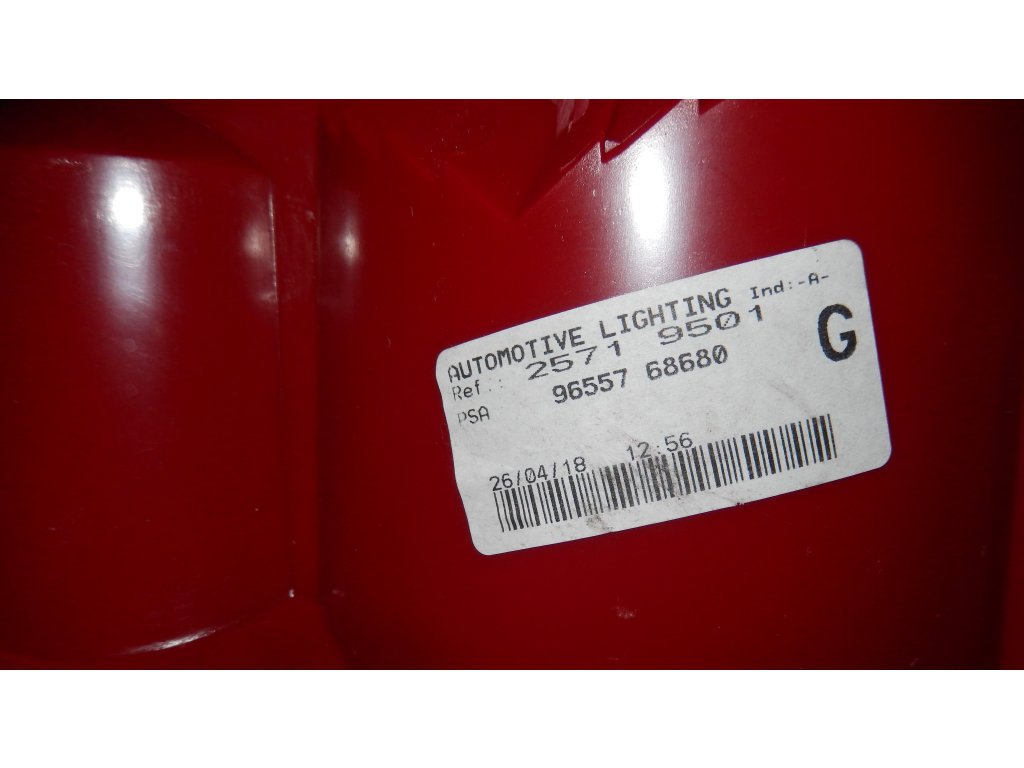 AUTOMOTIVE LIGHTING Ind:-A-
Ref.: 2571 9501
PSA 96557 68680
G
26/04/18 12:56